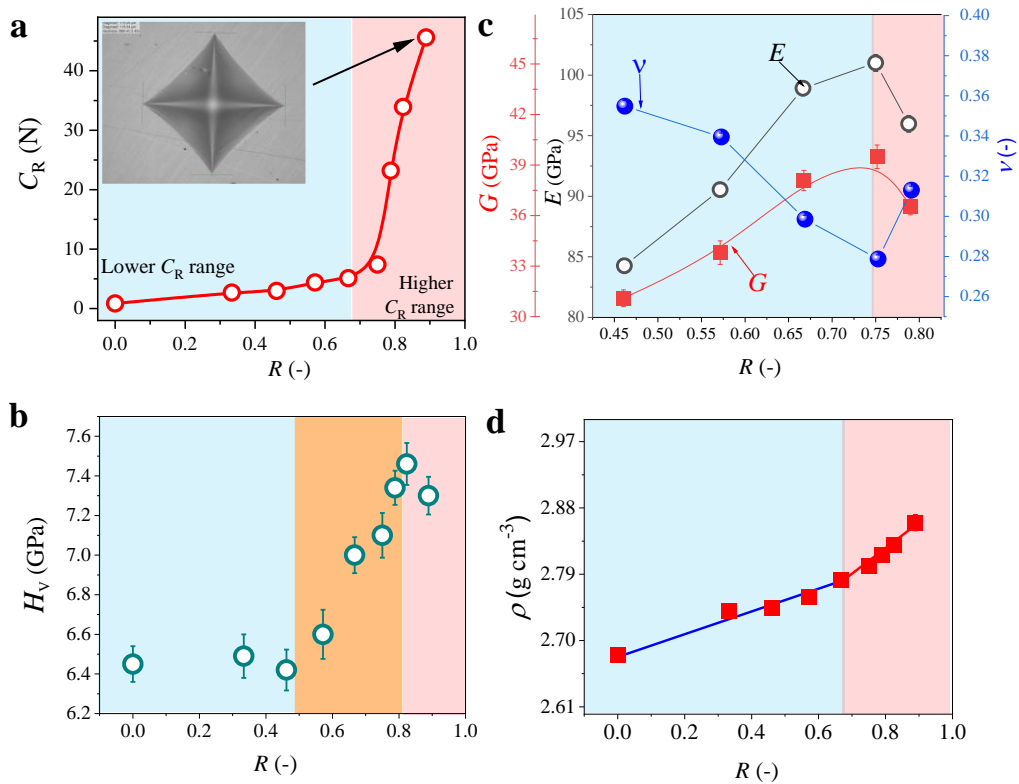 a
40
30
20
10
0
C_R (N)
Lower C_R range
Higher
C_R range
0.0 0.2 0.4 0.6 0.8 1.0
R (-)
c
45
42
39
36
33
30
G (GPa)
105
100
95
90
85
80
E (GPa)
ν
E
G
0.40
0.38
0.36
0.34
0.32
0.30
0.28
0.26
ν (-)
0.45 0.50 0.55 0.60 0.65 0.70 0.75 0.80
R (-)
b
7.6
7.4
7.2
7.0
6.8
6.6
6.4
6.2
H_V (GPa)
0.0 0.2 0.4 0.6 0.8 1.0
R (-)
d
2.97
2.88
2.79
2.70
2.61
ρ (g cm⁻³)
0.0 0.2 0.4 0.6 0.8 1.0
R (-)